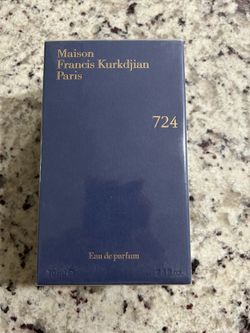 Maison
Francis Kurkdjian
Paris
724
Eau de parfum